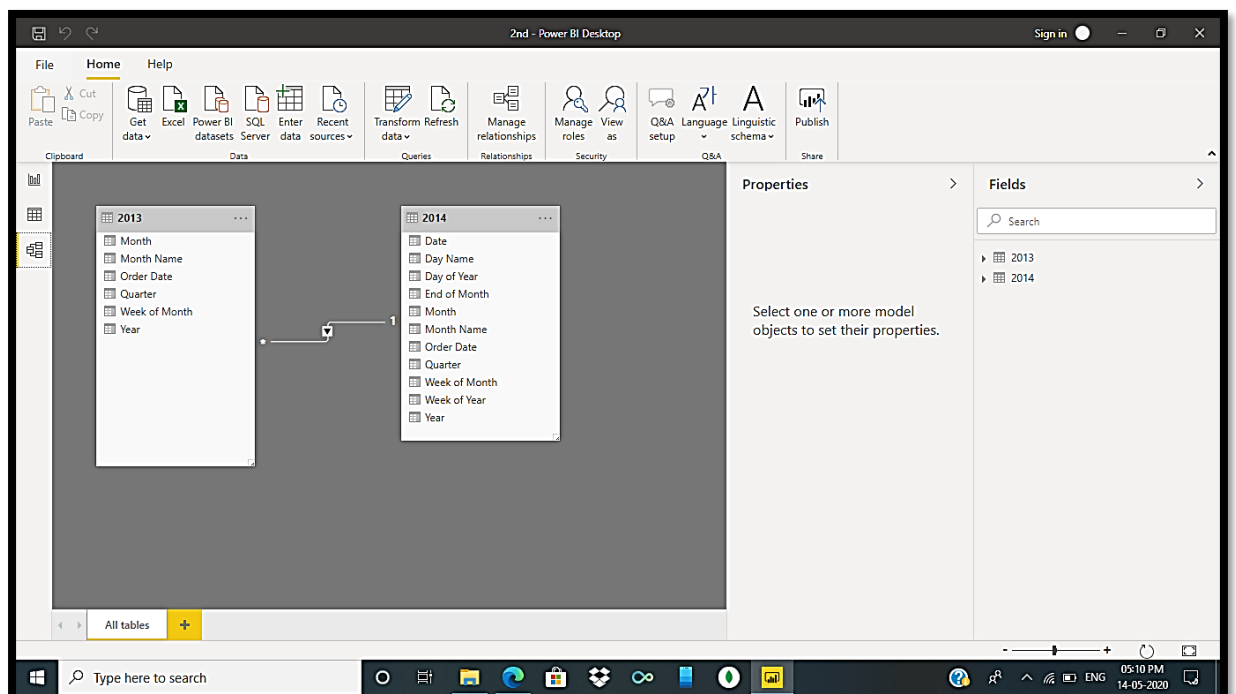 2nd - Power BI Desktop
Sign in
File Home Help
Paste
Cut
Copy
Clipboard
Get data
Excel
Power BI datasets
SQL Server
Enter data
Recent sources
Data
Transform data
Refresh
Queries
Manage relationships
Relationships
Manage roles
View as
Security
Q&A setup
Language
Linguistic schema
Q&A
Publish
Share
2013
Month
Month Name
Order Date
Quarter
Week of Month
Year
*
1
2014
Date
Day Name
Day of Year
End of Month
Month
Month Name
Order Date
Quarter
Week of Month
Week of Year
Year
Properties
Select one or more model
objects to set their properties.
Fields
Search
2013
2014
All tables
Type here to search
ENG
05:10 PM
14-05-2020